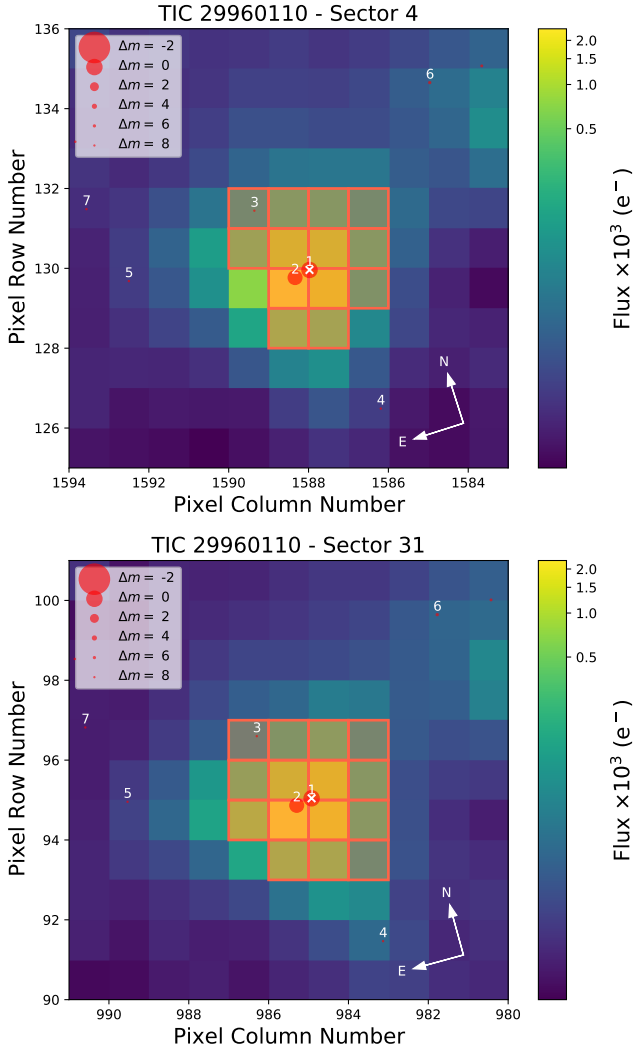 TIC 29960110 - Sector 4
Δm = -2
Δm = 0
Δm = 2
Δm = 4
Δm = 6
Δm = 8
136
134
132
130
128
126
Pixel Row Number
1
2
3
4
5
6
7
N
E
1594
1592
1590
1588
1586
1584
Pixel Column Number
2.0
1.5
1.0
0.5
Flux ×10³ (e⁻)
TIC 29960110 - Sector 31
Δm = -2
Δm = 0
Δm = 2
Δm = 4
Δm = 6
Δm = 8
100
98
96
94
92
90
Pixel Row Number
1
2
3
4
5
6
7
N
E
990
988
986
984
982
980
Pixel Column Number
2.0
1.5
1.0
0.5
Flux ×10³ (e⁻)